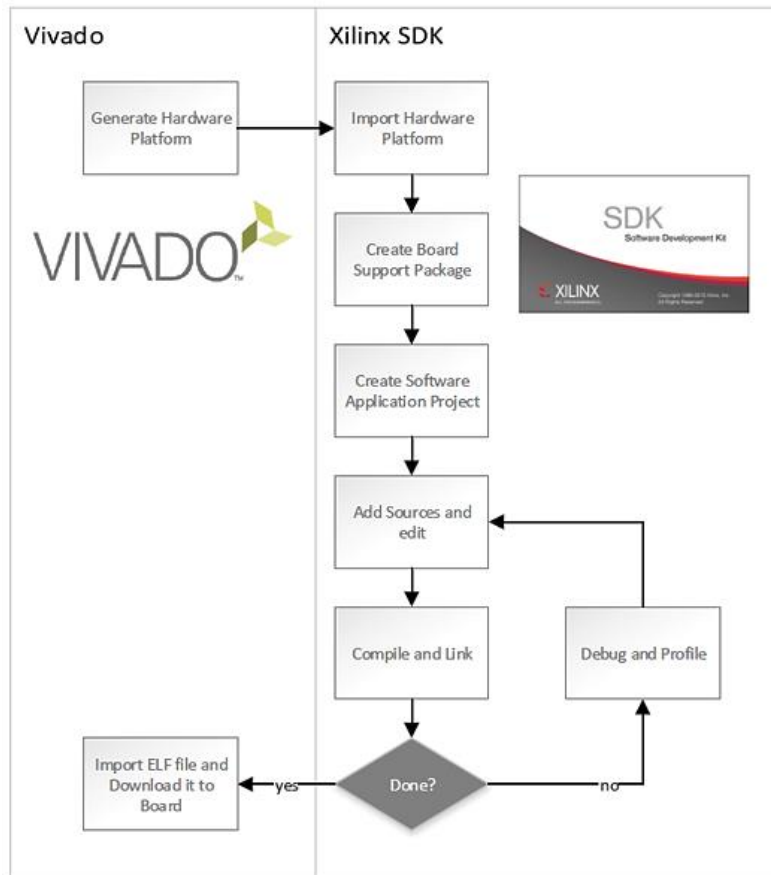 Vivado
Xilinx SDK
Generate Hardware
Platform
Import Hardware
Platform
VIVADO™
SDK
Software Development Kit
Create Board
Support Package
XILINX
Create Software
Application Project
Add Sources and
edit
Compile and Link
Debug and Profile
Import ELF file and
Download it to
Board
yes
Done?
no